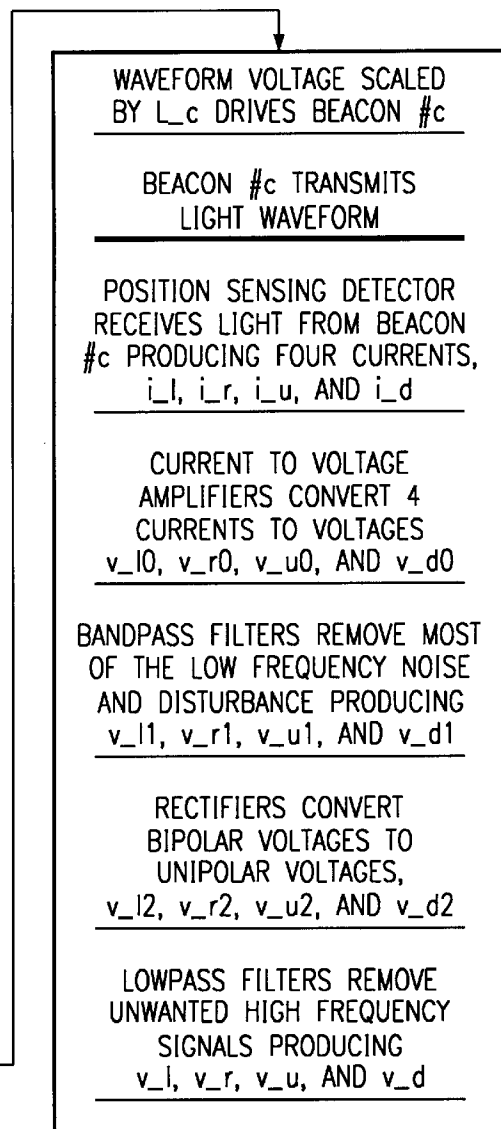 WAVEFORM VOLTAGE SCALED
BY L_c DRIVES BEACON #c
BEACON #c TRANSMITS
LIGHT WAVEFORM
POSITION SENSING DETECTOR
RECEIVES LIGHT FROM BEACON
#c PRODUCING FOUR CURRENTS,
i_l, i_r, i_u, AND i_d
CURRENT TO VOLTAGE
AMPLIFIERS CONVERT 4
CURRENTS TO VOLTAGES
v_l0, v_r0, v_u0, AND v_d0
BANDPASS FILTERS REMOVE MOST
OF THE LOW FREQUENCY NOISE
AND DISTURBANCE PRODUCING
v_l1, v_r1, v_u1, AND v_d1
RECTIFIERS CONVERT
BIPOLAR VOLTAGES TO
UNIPOLAR VOLTAGES,
v_l2, v_r2, v_u2, AND v_d2
LOWPASS FILTERS REMOVE
UNWANTED HIGH FREQUENCY
SIGNALS PRODUCING
v_l, v_r, v_u, AND v_d